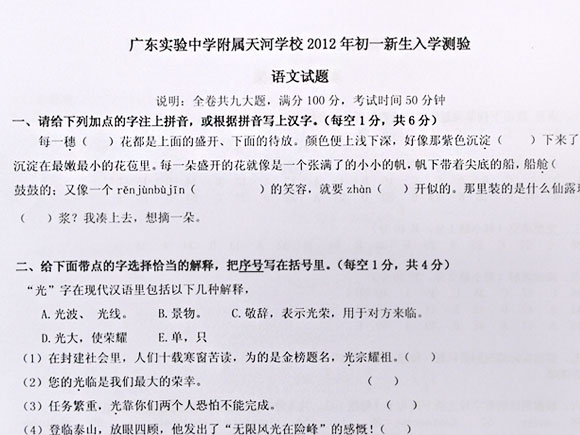 广东实验中学附属天河学校 2012 年初一新生入学测验
语文试题
说明：全卷共九大题，满分 100 分，考试时间 50 分钟
一、请给下列加点的字注上拼音，或根据拼音写上汉字。（每空 1 分，共 6 分）
每一穗（ ）花都是上面的盛开、下面的待放。颜色便上浅下深，好像那紫色沉淀（ ）下来了
沉淀在最嫩最小的花苞里。每一朵盛开的花就像是一个张满了的小小的帆，帆下带着尖底的船，船舱（
鼓鼓的；又像一个 rěnjùnbùjīn（ ）的笑容，就要 zhàn（ ）开似的。那里装的是什么仙露
（ ）浆？我凑上去，想摘一朵。
二、给下面带点的字选择恰当的解释，把序号写在括号里。（每空 1 分，共 4 分）
“光”字在现代汉语里包括以下几种解释，
A.光波、 光线。 B.景物。 C.敬辞，表示光荣，用于对方来临。
D.光大，使荣耀 E.单，只
（1）在封建社会里，人们十载寒窗苦读，为的是金榜题名，光宗耀祖。（ ）
（2）您的光临是我们最大的荣幸。 （ ）
（3）任务繁重，光靠你们两个人恐怕不能完成。 （ ）
（4）登临泰山，放眼四顾，他发出了“无限风光在险峰”的感慨!（ ）